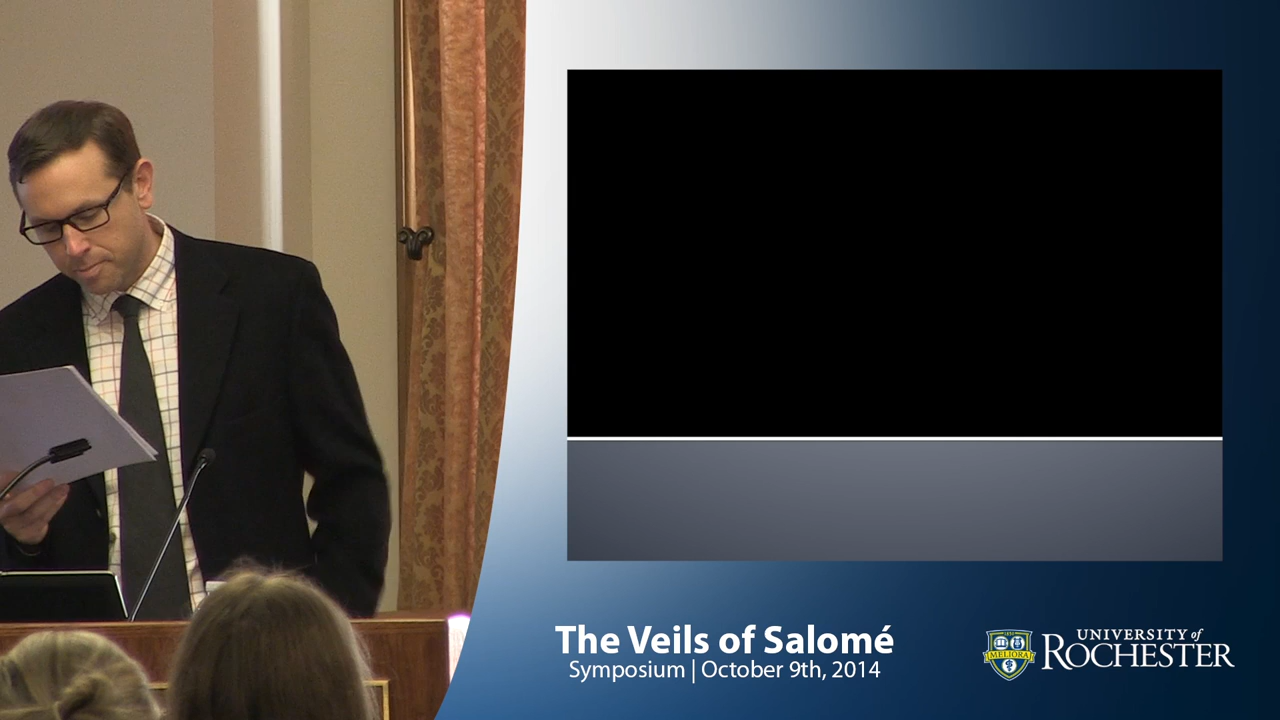 The Veils of Salomé
Symposium | October 9th, 2014
MELIORA
UNIVERSITY of
ROCHESTER